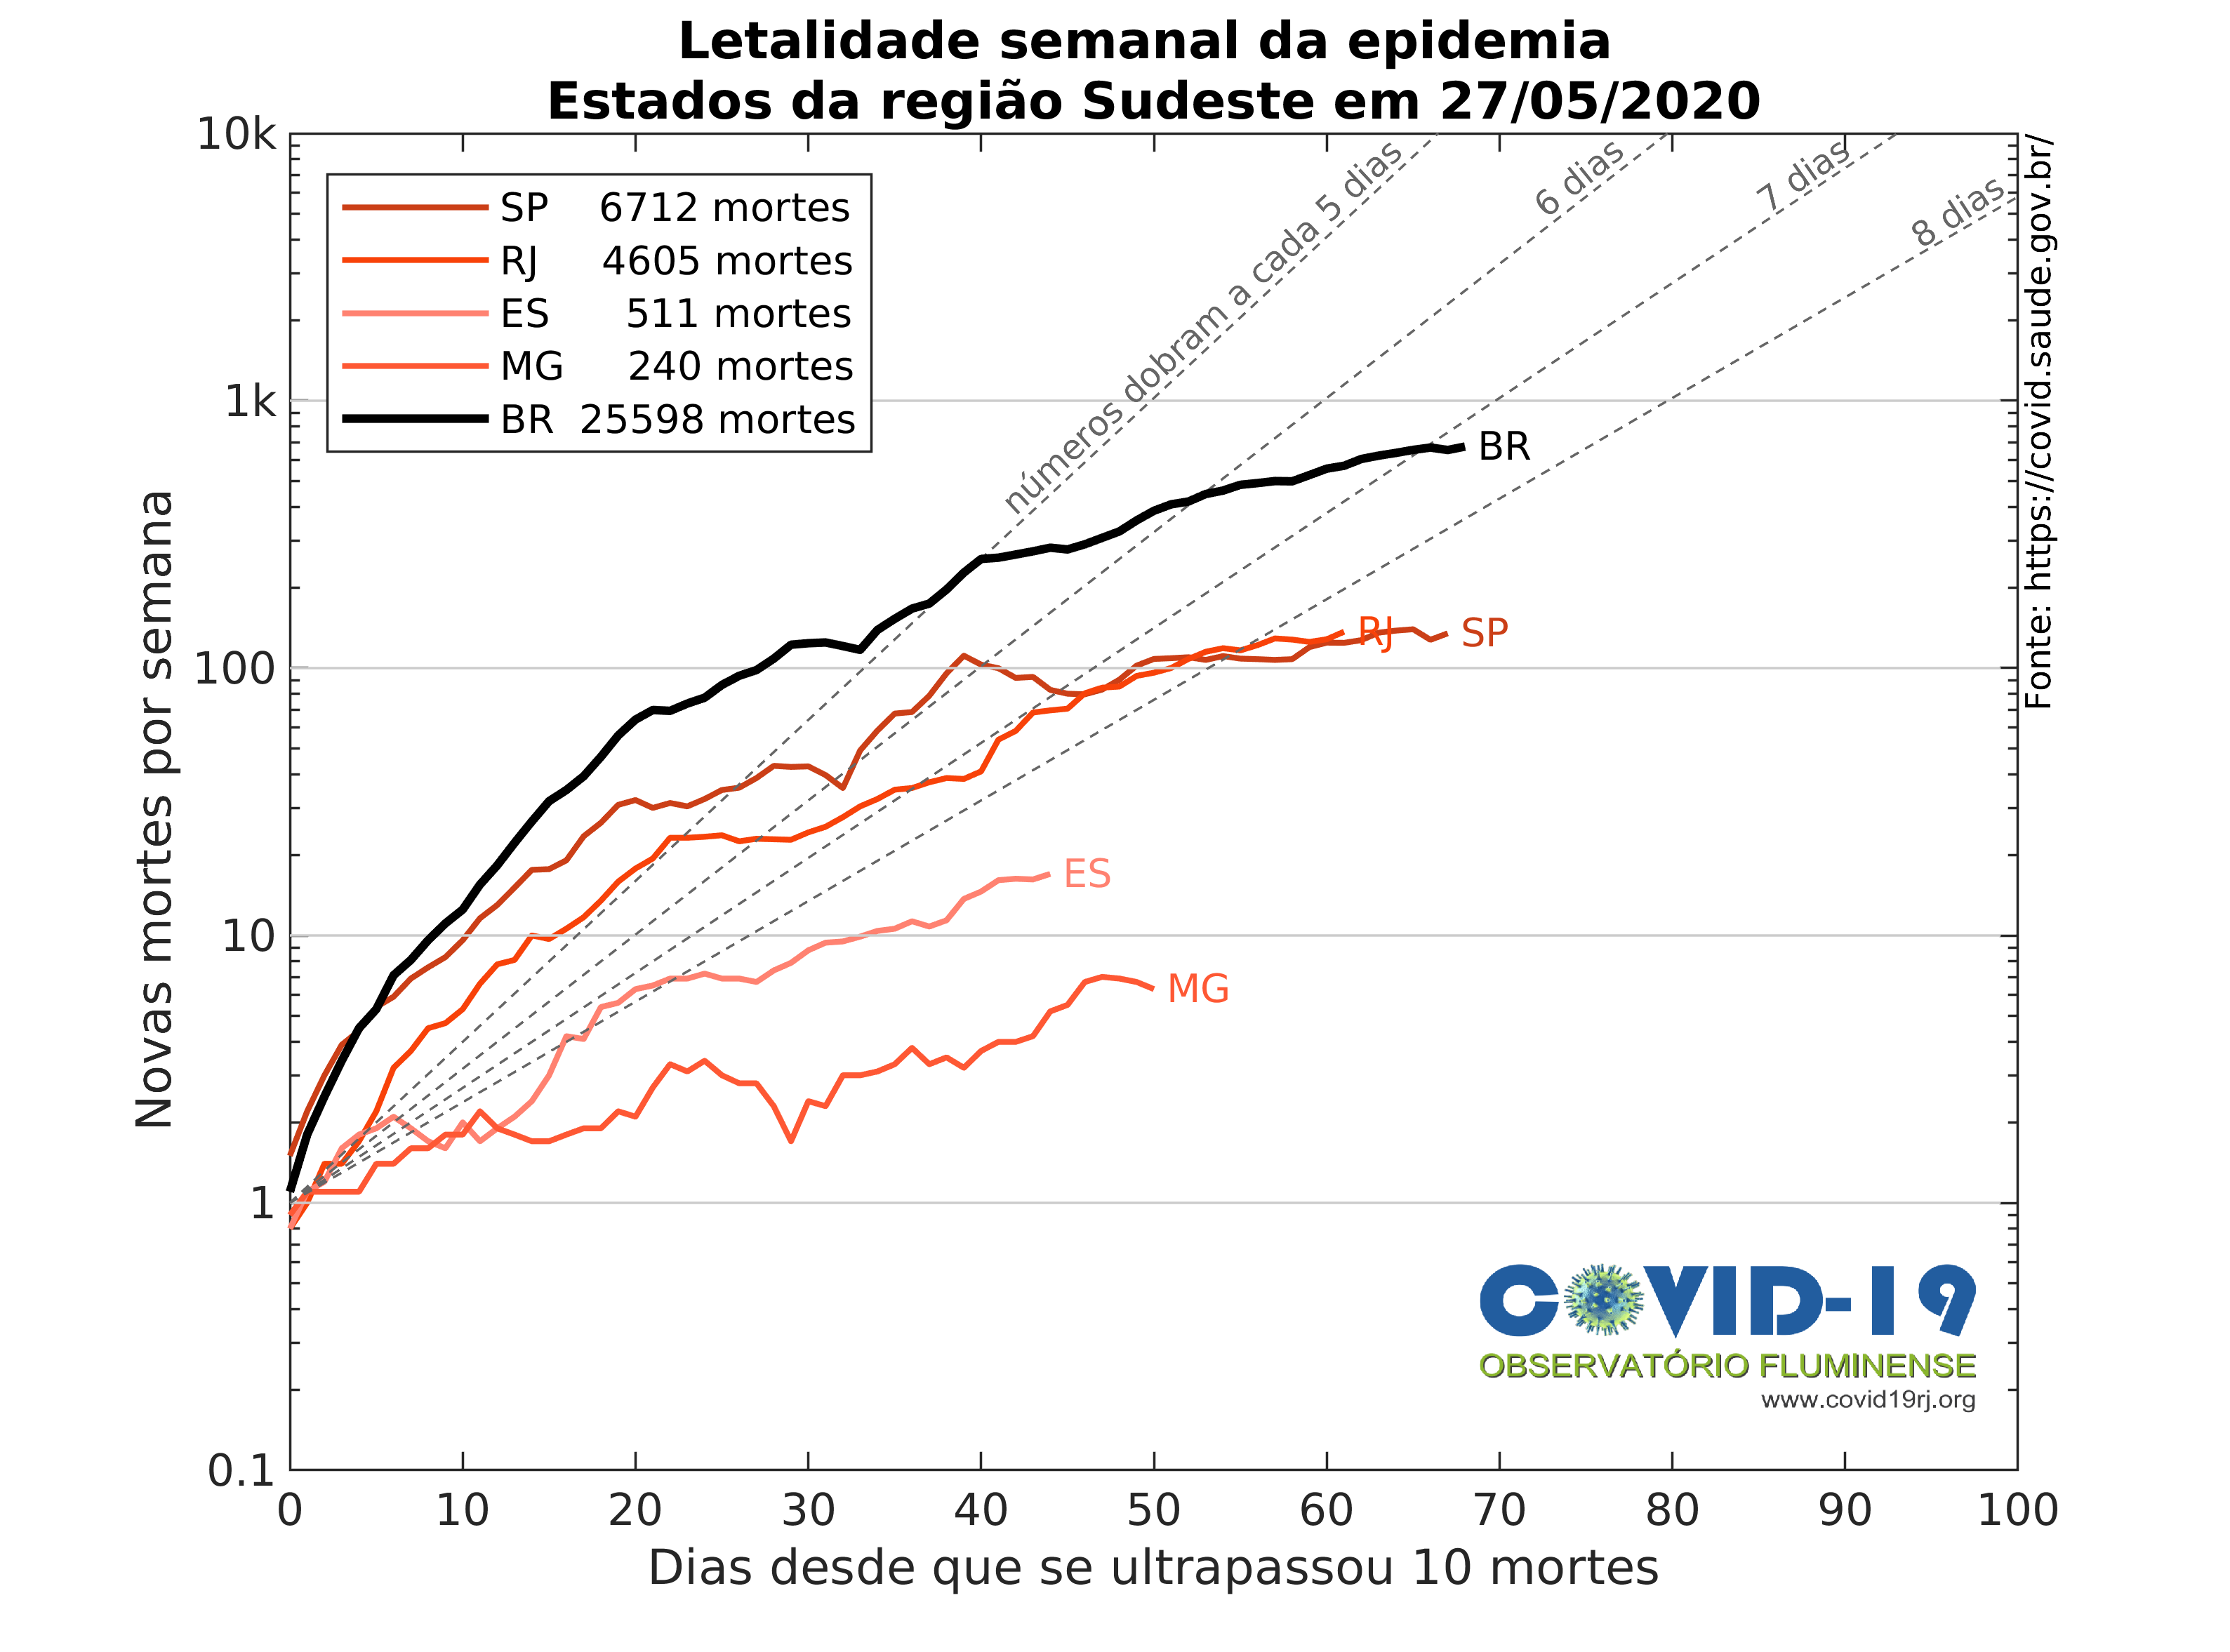 Letalidade semanal da epidemia
Estados da região Sudeste em 27/05/2020
10k
1k
100
10
1
0.1
Novas mortes por semana
SP 6712 mortes
RJ 4605 mortes
ES 511 mortes
MG 240 mortes
BR 25598 mortes
números dobram a cada 5 dias
6 dias
7 dias
8 dias
BR
RJ
SP
ES
MG
Fonte: https://covid.saude.gov.br/
COVID-19
OBSERVATÓRIO FLUMINENSE
www.covid19rj.org
0 10 20 30 40 50 60 70 80 90 100
Dias desde que se ultrapassou 10 mortes